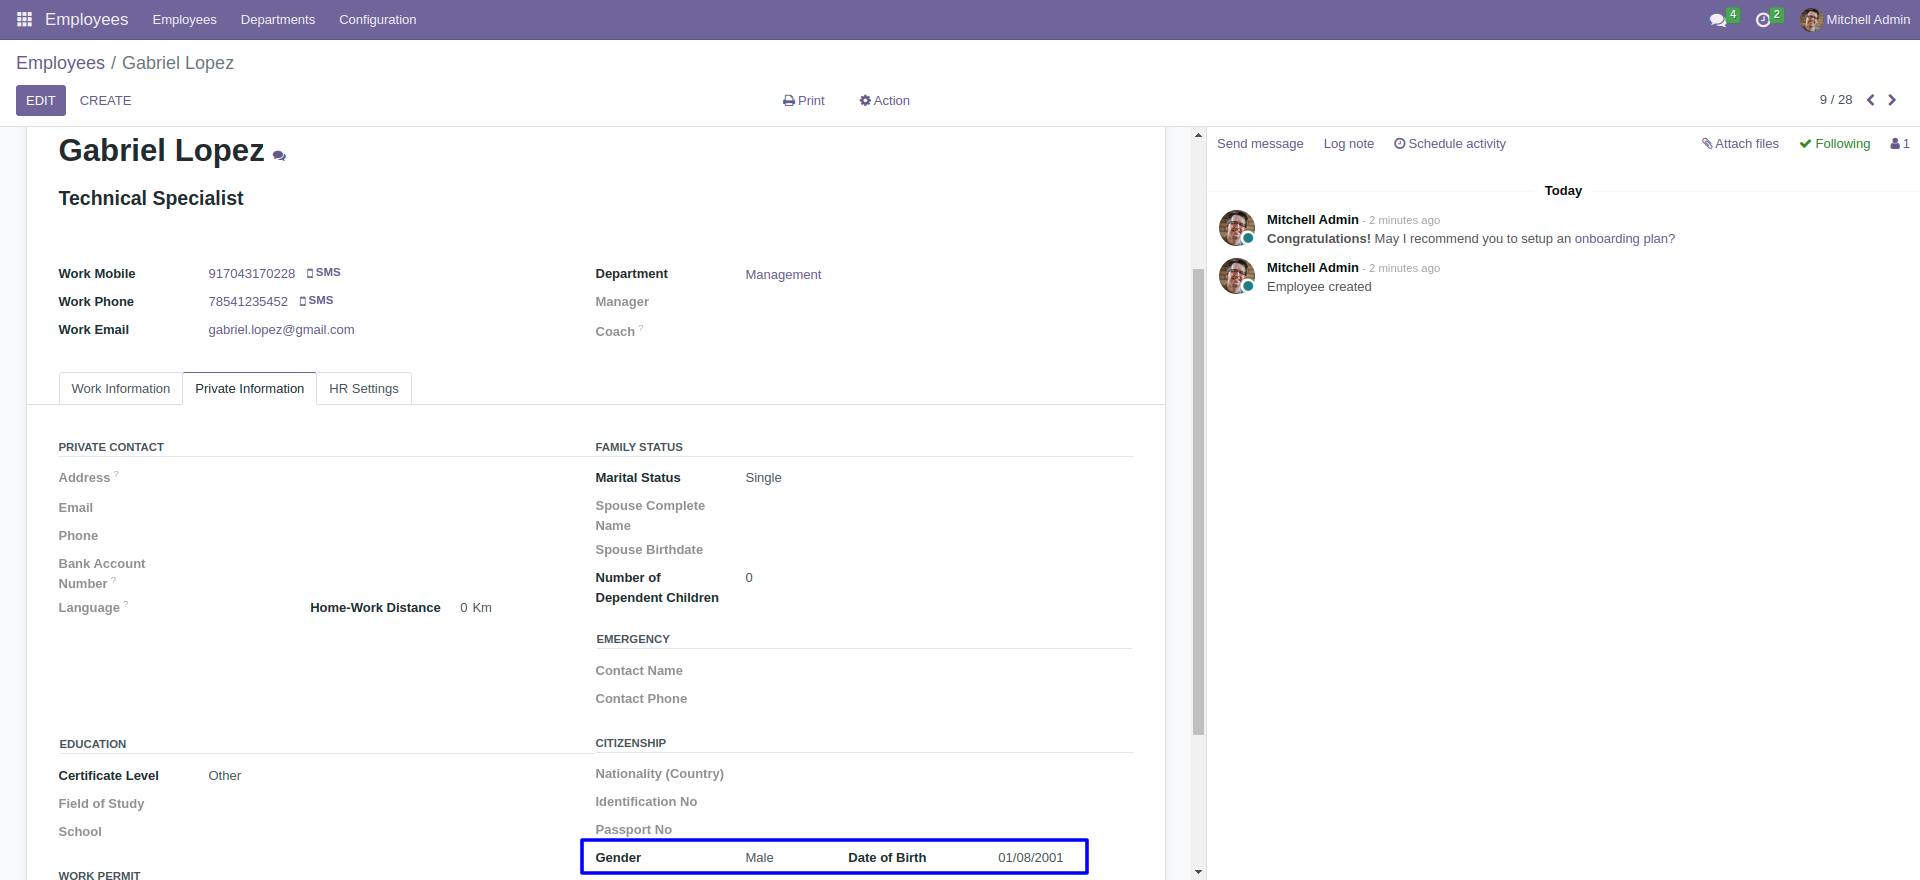 Employees Employees Departments Configuration 4 2 Mitchell Admin
Employees / Gabriel Lopez
EDIT CREATE Print Action 9 / 28
Gabriel Lopez
Technical Specialist
Work Mobile 917043170228 SMS
Work Phone 78541235452 SMS
Work Email gabriel.lopez@gmail.com
Department Management
Manager
Coach ?
Work Information Private Information HR Settings
PRIVATE CONTACT
Address ?
Email
Phone
Bank Account
Number ?
Language ? Home-Work Distance 0 Km
FAMILY STATUS
Marital Status Single
Spouse Complete
Name
Spouse Birthdate
Number of 0
Dependent Children
EMERGENCY
Contact Name
Contact Phone
EDUCATION
Certificate Level Other
Field of Study
School
CITIZENSHIP
Nationality (Country)
Identification No
Passport No
Gender Male Date of Birth 01/08/2001
WORK PERMIT
Send message Log note Schedule activity Attach files Following 1
Today
Mitchell Admin - 2 minutes ago
Congratulations! May I recommend you to setup an onboarding plan?
Mitchell Admin - 2 minutes ago
Employee created